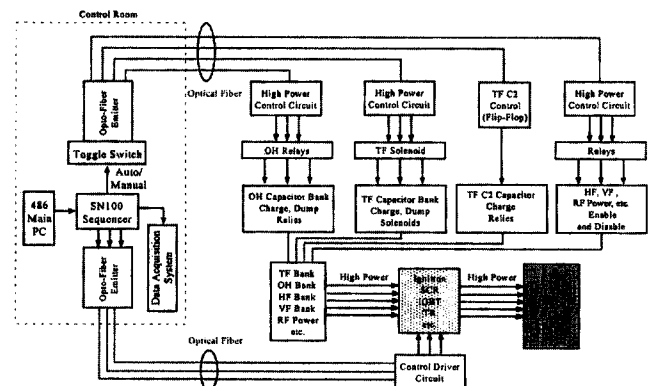 Control Room
Optical Fiber
Opto-Fiber
Emitter
Toggle Switch
Auto/
Manual
486
Main
PC
SN100
Sequencer
Opto-Fiber
Emitter
Data Acquisition
System
High Power
Control Circuit
High Power
Control Circuit
TF C2
Control
(Flip-Flop)
High Power
Control Circuit
OH Relays
TF Solenoid
Relays
OH Capacitor Bank
Charge, Dump
Relies
TF Capacitor Bank
Charge, Dump
Solenoids
TF C2 Capacitor
Charge
Relies
HF, VF,
RF Power, etc.
Enable
and Disable
TF Bank
OH Bank
HF Bank
VF Bank
RF Power
etc.
High Power
Ignitron
SCR
IGBT
TR
etc.
High Power
Optical Fiber
Control Driver
Circuit